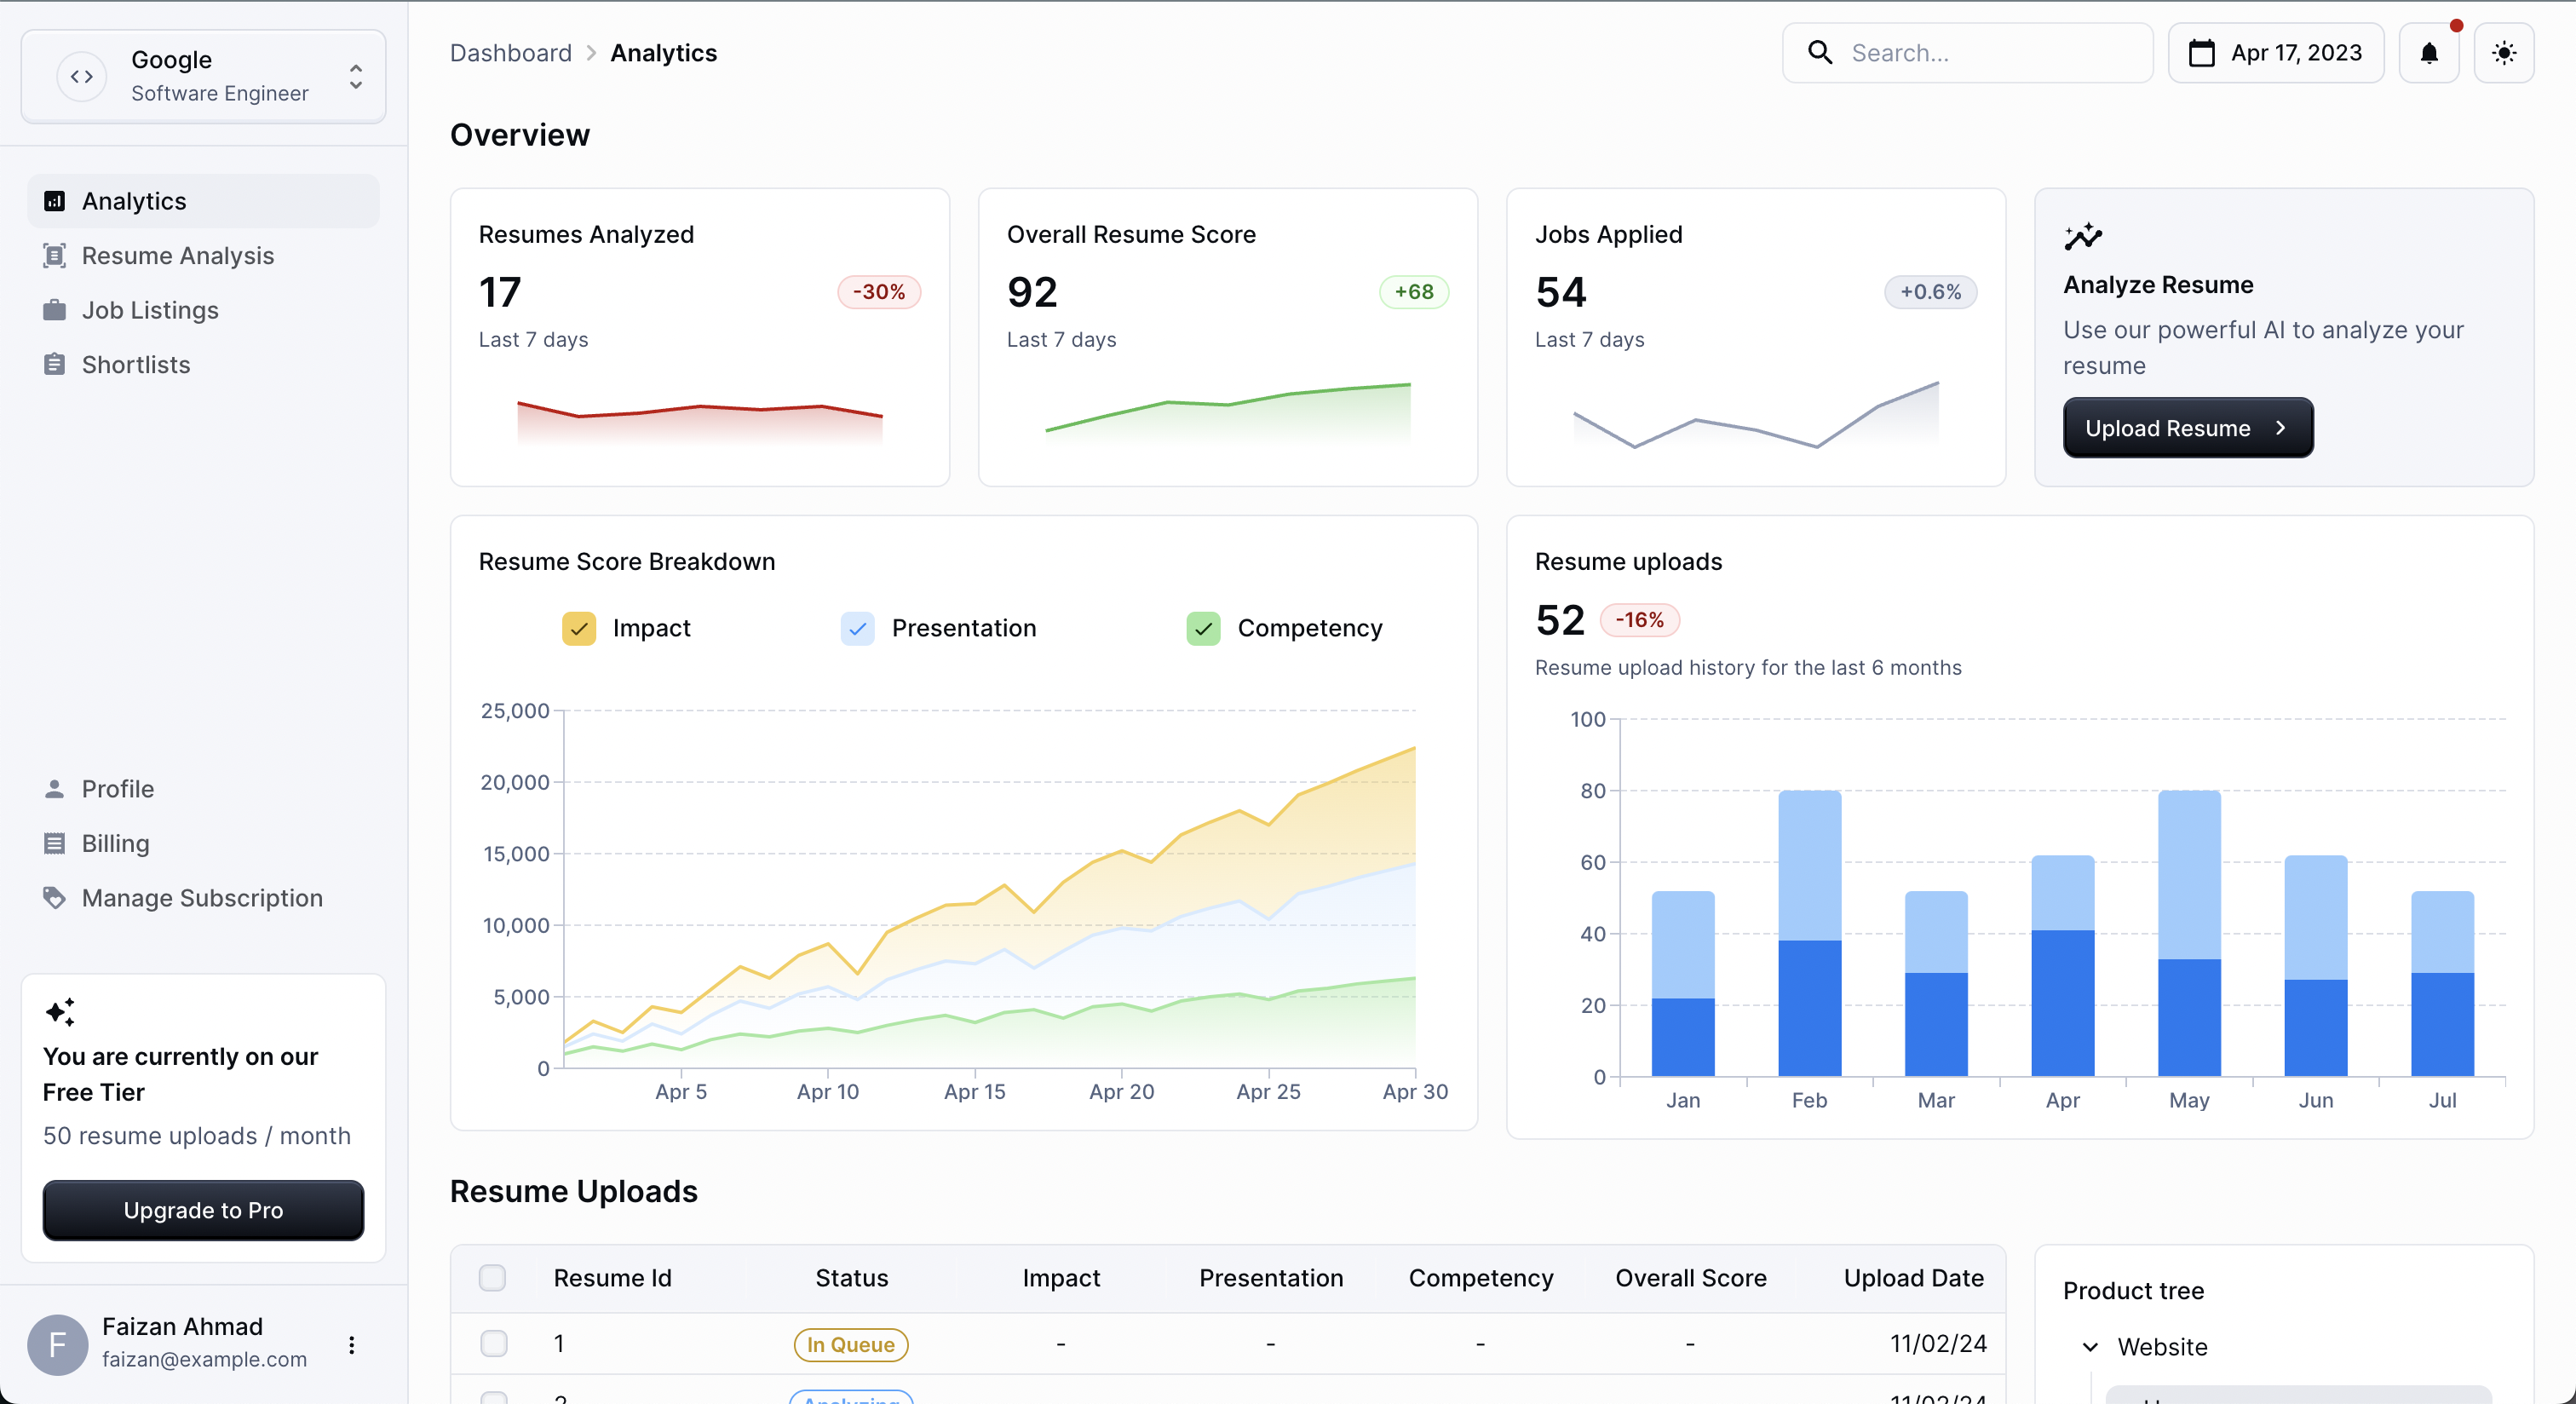 Google
Software Engineer
Analytics
Resume Analysis
Job Listings
Shortlists
Profile
Billing
Manage Subscription
You are currently on our
Free Tier
50 resume uploads / month
Upgrade to Pro
F
Faizan Ahmad
faizan@example.com
Dashboard > Analytics
Search...
Apr 17, 2023
Overview
Resumes Analyzed
17 -30%
Last 7 days
Overall Resume Score
92 +68
Last 7 days
Jobs Applied
54 +0.6%
Last 7 days
Analyze Resume
Use our powerful AI to analyze your
resume
Upload Resume
Resume Score Breakdown
Impact Presentation Competency
25,000
20,000
15,000
10,000
5,000
0
Apr 5 Apr 10 Apr 15 Apr 20 Apr 25 Apr 30
Resume uploads
52 -16%
Resume upload history for the last 6 months
100
80
60
40
20
0
Jan Feb Mar Apr May Jun Jul
Resume Uploads
Resume Id Status Impact Presentation Competency Overall Score Upload Date
1 In Queue - - - - 11/02/24
2 Analyzing 11/02/24
Product tree
Website